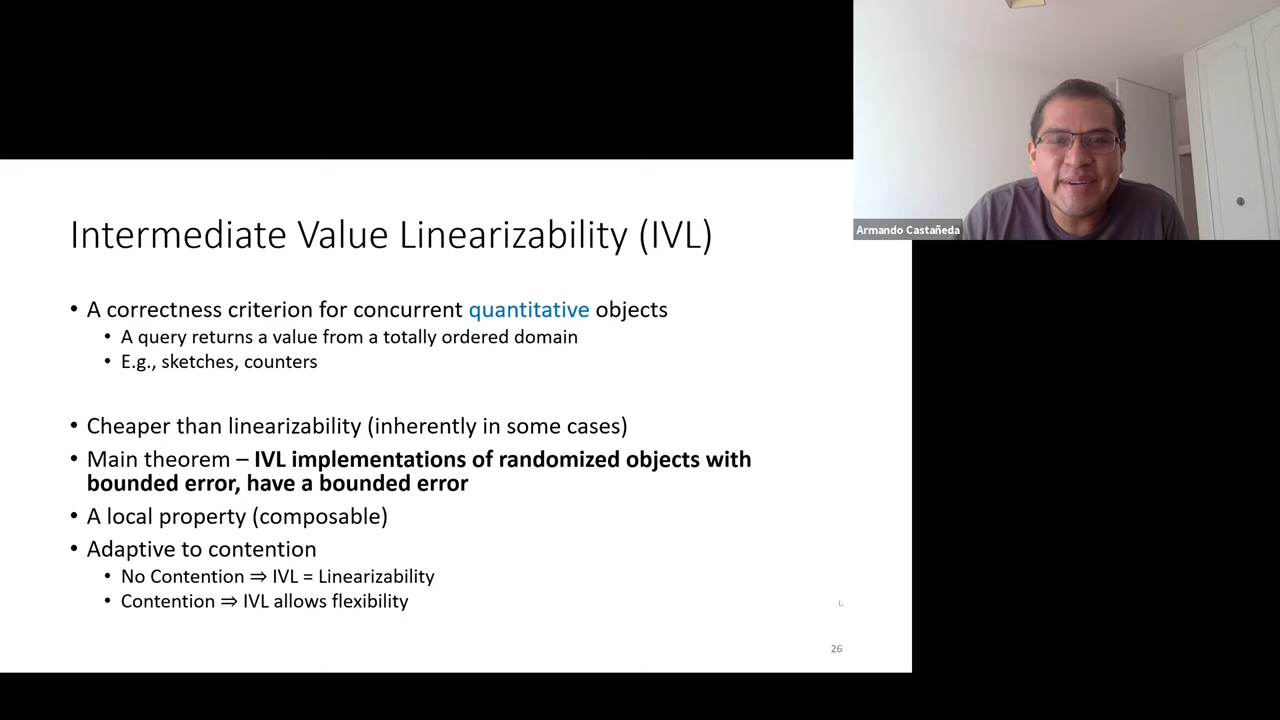 Armando Castañeda
Intermediate Value Linearizability (IVL)
• A correctness criterion for concurrent quantitative objects
• A query returns a value from a totally ordered domain
• E.g., sketches, counters
• Cheaper than linearizability (inherently in some cases)
• Main theorem – IVL implementations of randomized objects with
bounded error, have a bounded error
• A local property (composable)
• Adaptive to contention
• No Contention ⇒ IVL = Linearizability
• Contention ⇒ IVL allows flexibility
26